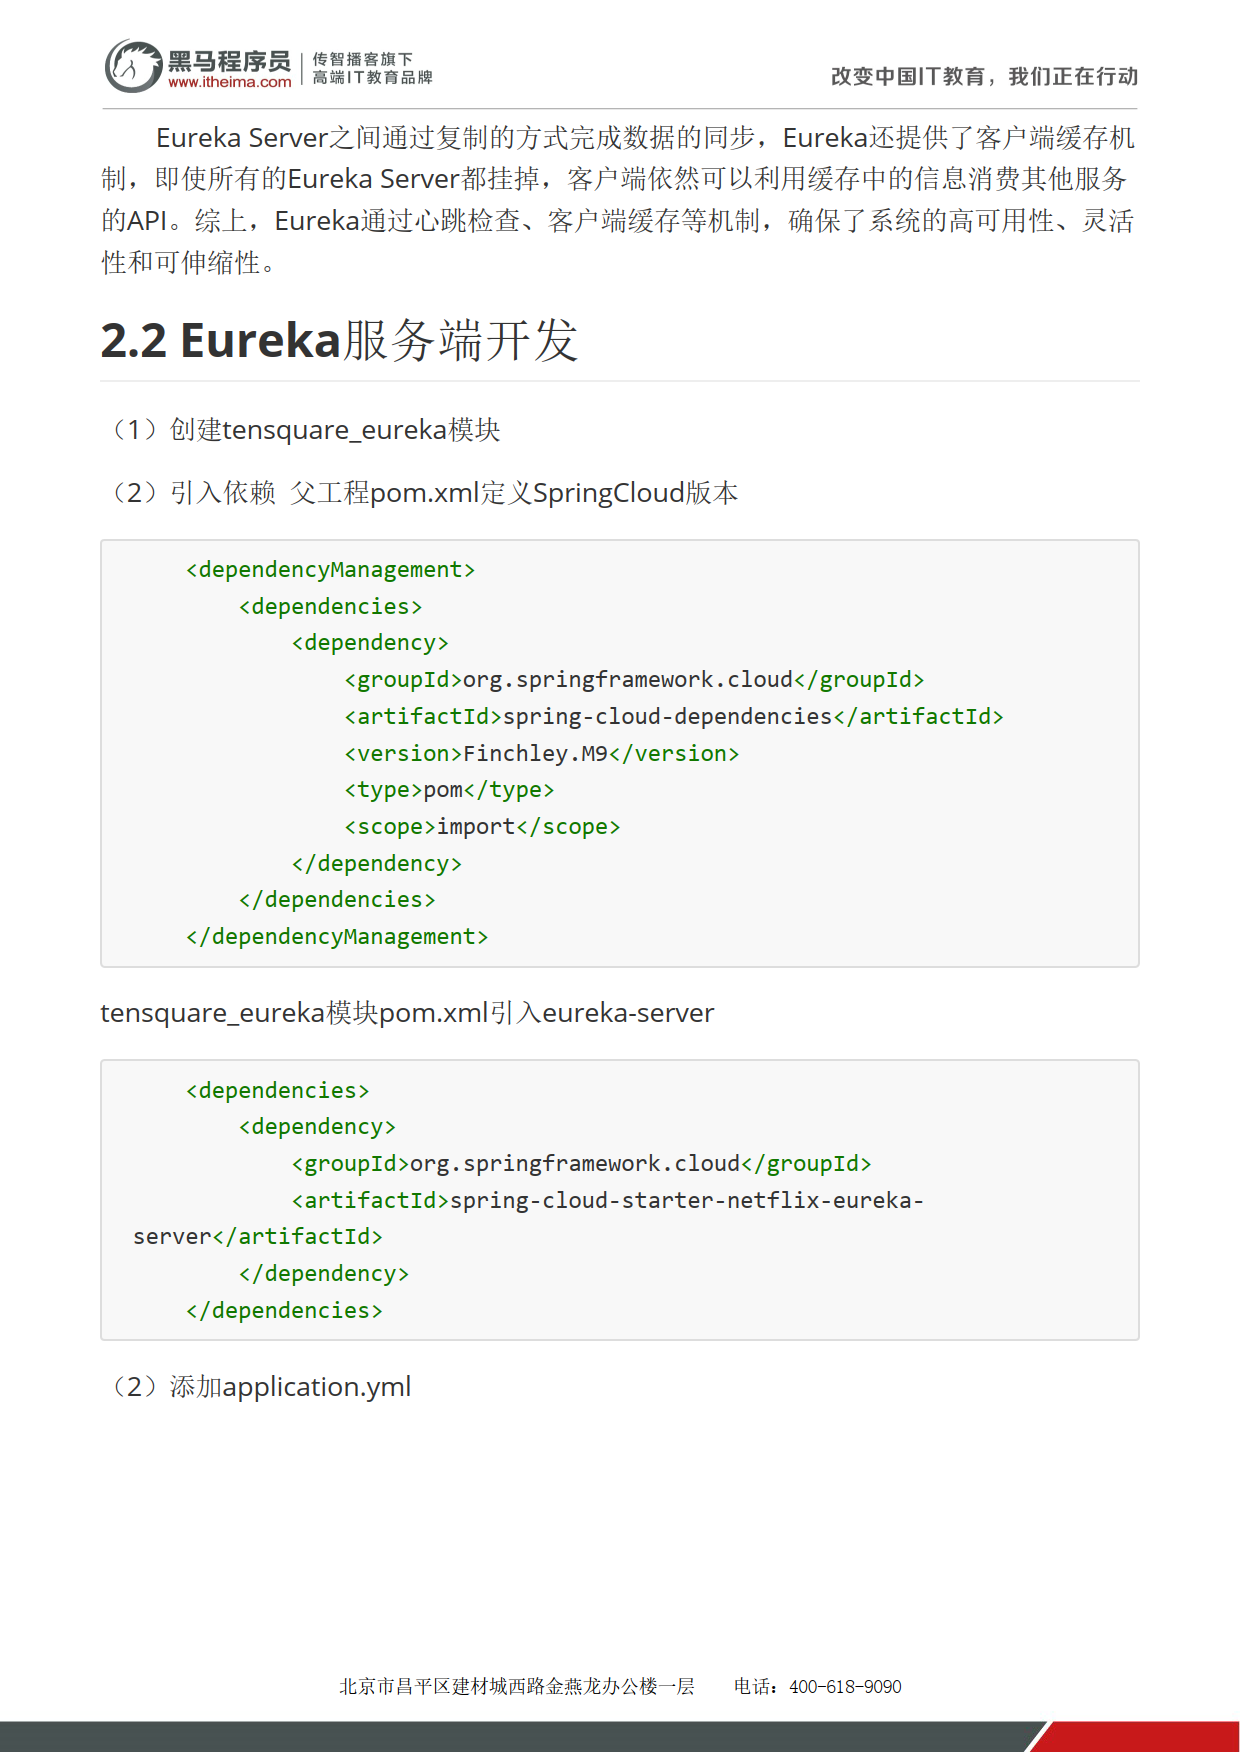 黑马程序员
www.itheima.com
传智播客旗下
高端IT教育品牌
改变中国IT教育，我们正在行动
Eureka Server之间通过复制的方式完成数据的同步，Eureka还提供了客户端缓存机
制，即使所有的Eureka Server都挂掉，客户端依然可以利用缓存中的信息消费其他服务
的API。综上，Eureka通过心跳检查、客户端缓存等机制，确保了系统的高可用性、灵活
性和可伸缩性。
2.2 Eureka服务端开发
（1）创建tensquare_eureka模块
（2）引入依赖 父工程pom.xml定义SpringCloud版本
<dependencyManagement>
<dependencies>
<dependency>
<groupId>org.springframework.cloud</groupId>
<artifactId>spring-cloud-dependencies</artifactId>
<version>Finchley.M9</version>
<type>pom</type>
<scope>import</scope>
</dependency>
</dependencies>
</dependencyManagement>
tensquare_eureka模块pom.xml引入eureka-server
<dependencies>
<dependency>
<groupId>org.springframework.cloud</groupId>
<artifactId>spring-cloud-starter-netflix-eureka-
server</artifactId>
</dependency>
</dependencies>
（2）添加application.yml
北京市昌平区建材城西路金燕龙办公楼一层 电话：400-618-9090